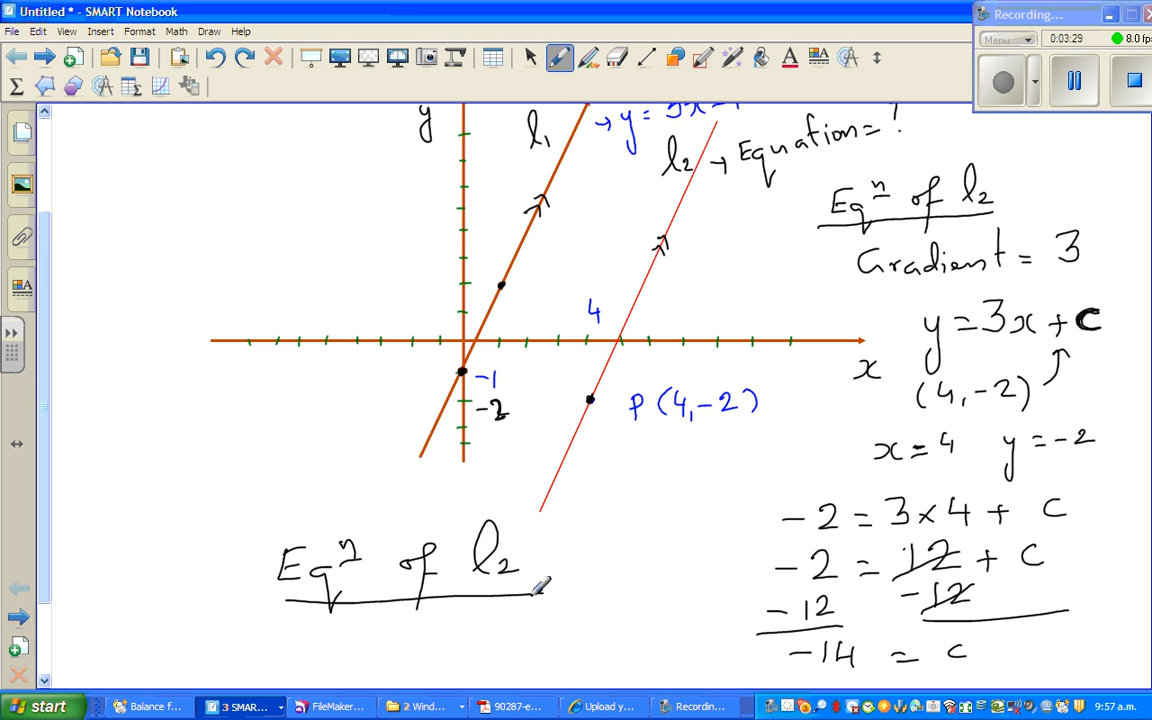 Untitled * - SMART Notebook
Recording...
File Edit View Insert Format Math Draw Help
Menu
0:03:29
8.0 fp
y
l₁
→ y =
l₂ → Equation = ?
Eqⁿ of l₂
Gradient = 3
4
y = 3x + c
x
-1
-2
P (4, -2)
(4, -2)
x = 4 y = -2
-2 = 3 × 4 + c
Eqⁿ of l₂
-2 = 12 + c
-12 -12
-14 = c
start
Balance f...
3 SMAR...
FileMaker...
2 Wind...
90287-e...
Upload y...
Recordin...
9:57 a.m.